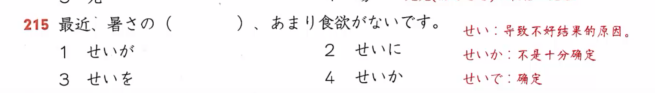 215 最近、暑さの（　　　）、あまり食欲がないです。
1 せいが　2 せいに
3 せいを　4 せいか
せい：导致不好结果的原因。
せいか：不是十分确定
せいで：确定